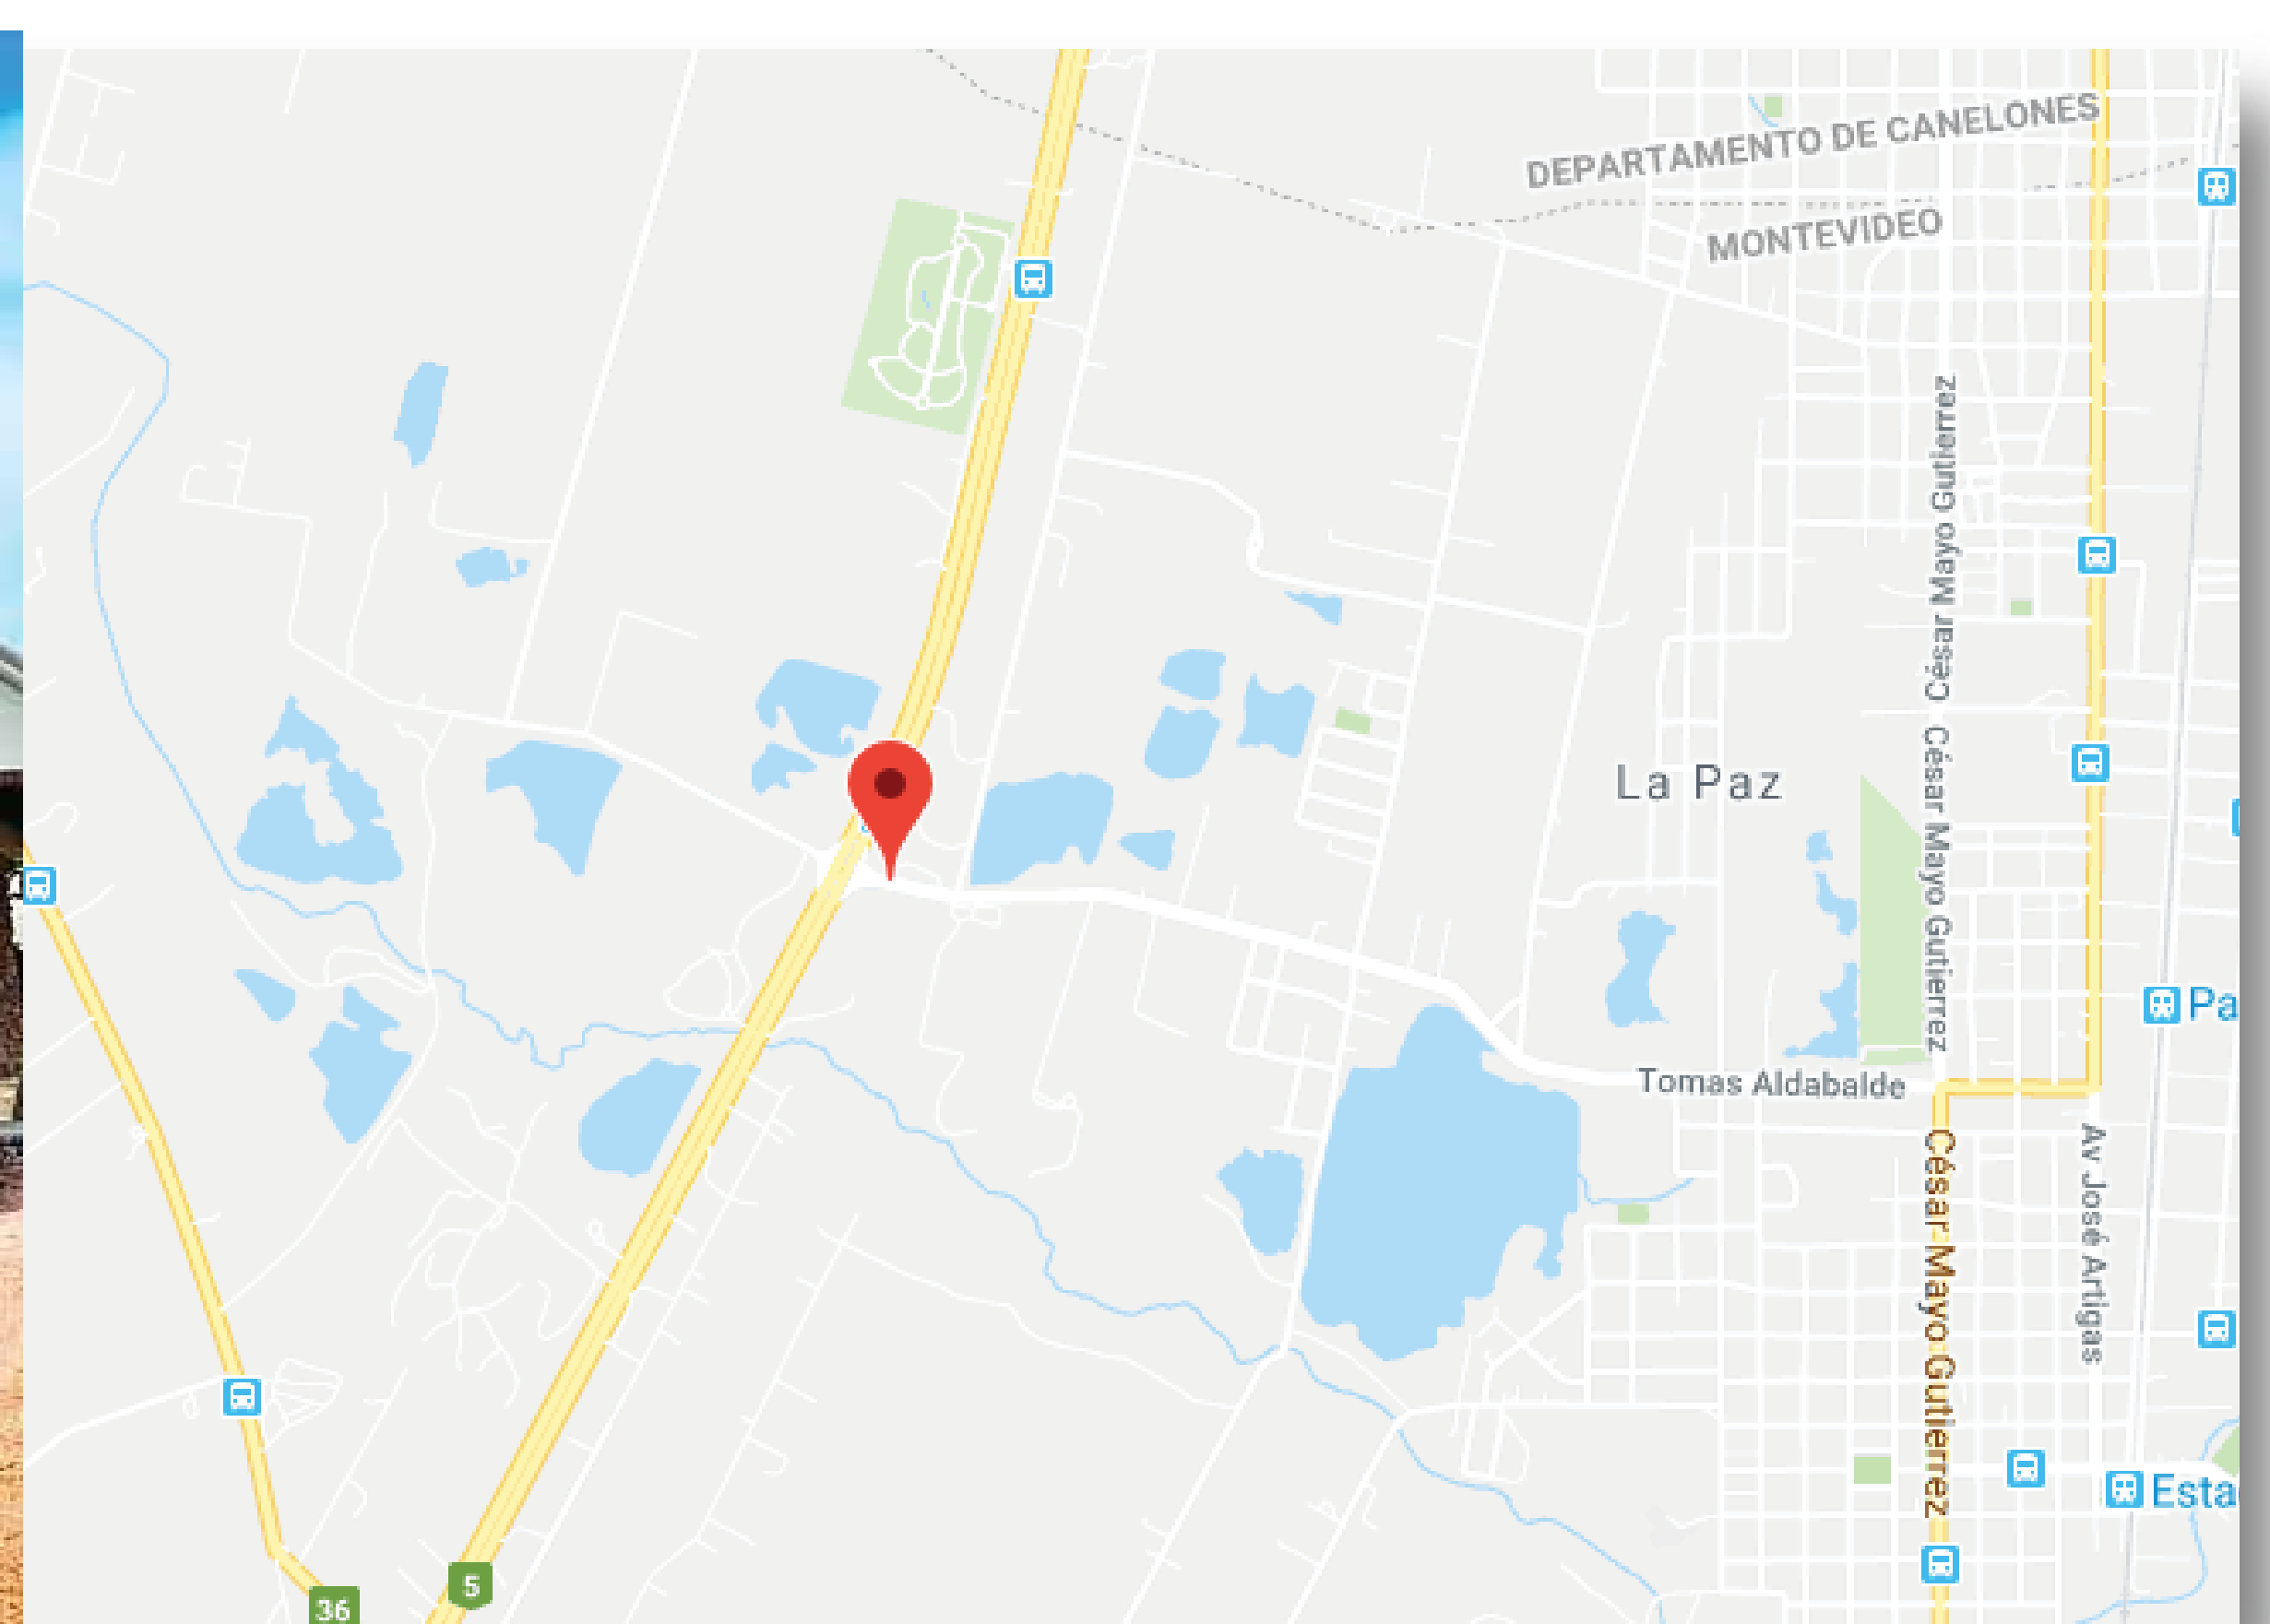 DEPARTAMENTO DE CANELONES
MONTEVIDEO
César Mayo Gutierrez
César Mayo Gutierrez
La Paz
Pa
Tomas Aldabalde
César Mayo Gutierrez
Av José Artigas
Esta
5
36